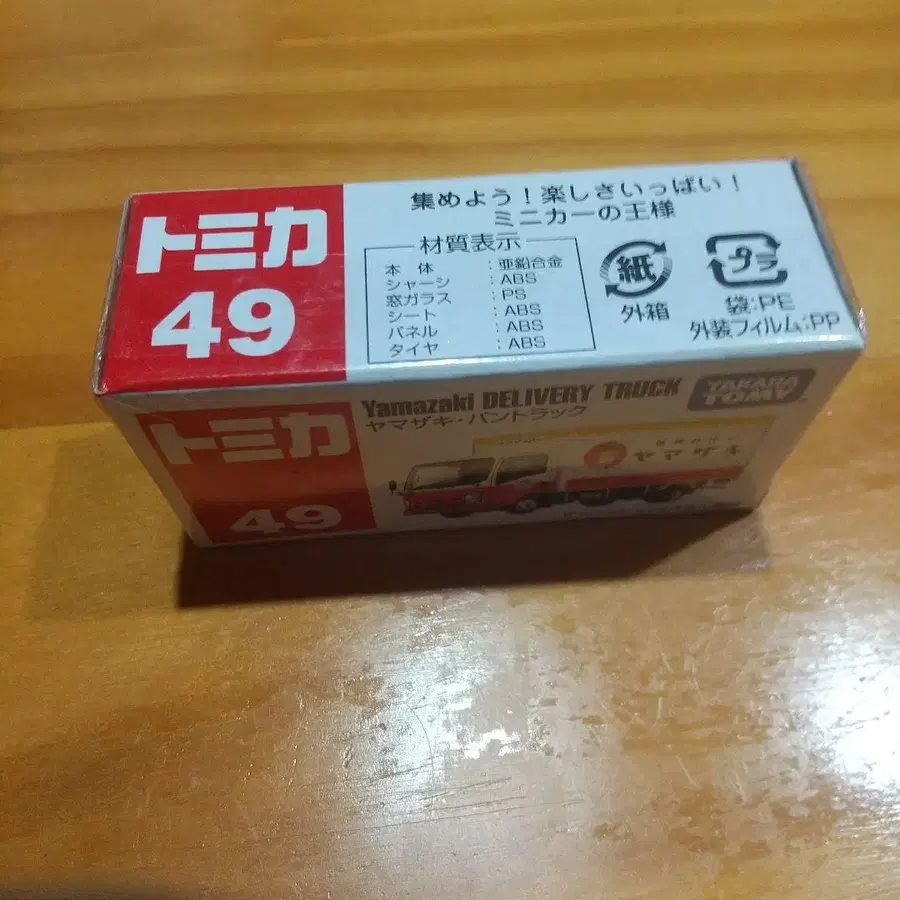 トミカ
49
集めよう!楽しさいっぱい!
ミニカーの王様
材質表示
本体 : 亜鉛合金
シャーシ : ABS
窓ガラス : PS
シート : ABS
パネル : ABS
タイヤ : ABS
紙
外箱
プラ
袋:PE
外装フィルム:PP
トミカ
49
Yamazaki DELIVERY TRUCK
ヤマザキ・パントラック
TAKARA
TOMY
ヤマザキ